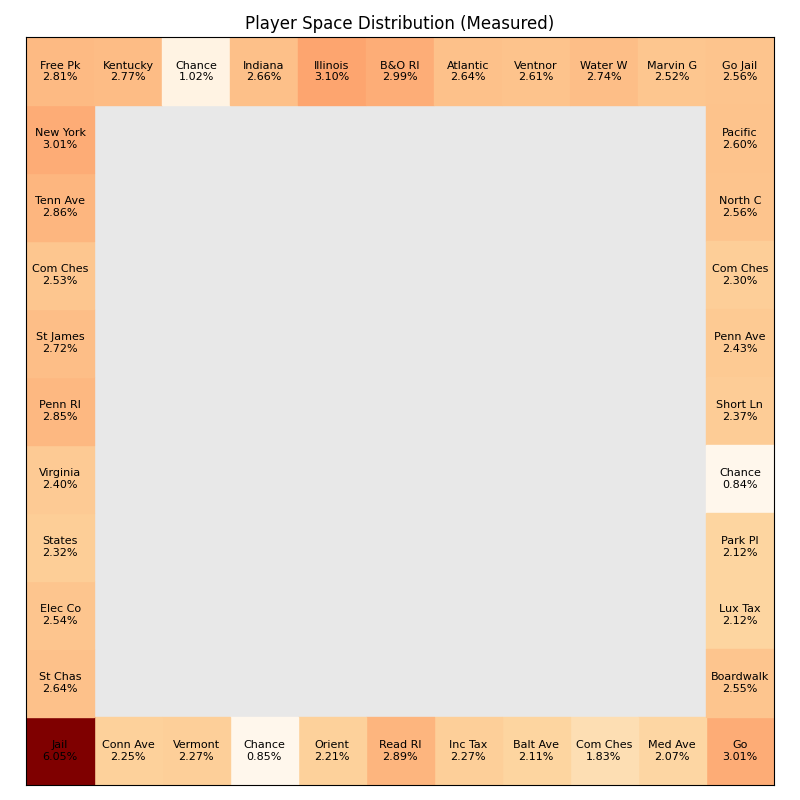 Player Space Distribution (Measured)
Free Pk
2.81%
Kentucky
2.77%
Chance
1.02%
Indiana
2.66%
Illinois
3.10%
B&O Rl
2.99%
Atlantic
2.64%
Ventnor
2.61%
Water W
2.74%
Marvin G
2.52%
Go Jail
2.56%
New York
3.01%
Pacific
2.60%
Tenn Ave
2.86%
North C
2.56%
Com Ches
2.53%
Com Ches
2.30%
St James
2.72%
Penn Ave
2.43%
Penn Rl
2.85%
Short Ln
2.37%
Virginia
2.40%
Chance
0.84%
States
2.32%
Park Pl
2.12%
Elec Co
2.54%
Lux Tax
2.12%
St Chas
2.64%
Boardwalk
2.55%
Jail
6.05%
Conn Ave
2.25%
Vermont
2.27%
Chance
0.85%
Orient
2.21%
Read Rl
2.89%
Inc Tax
2.27%
Balt Ave
2.11%
Com Ches
1.83%
Med Ave
2.07%
Go
3.01%